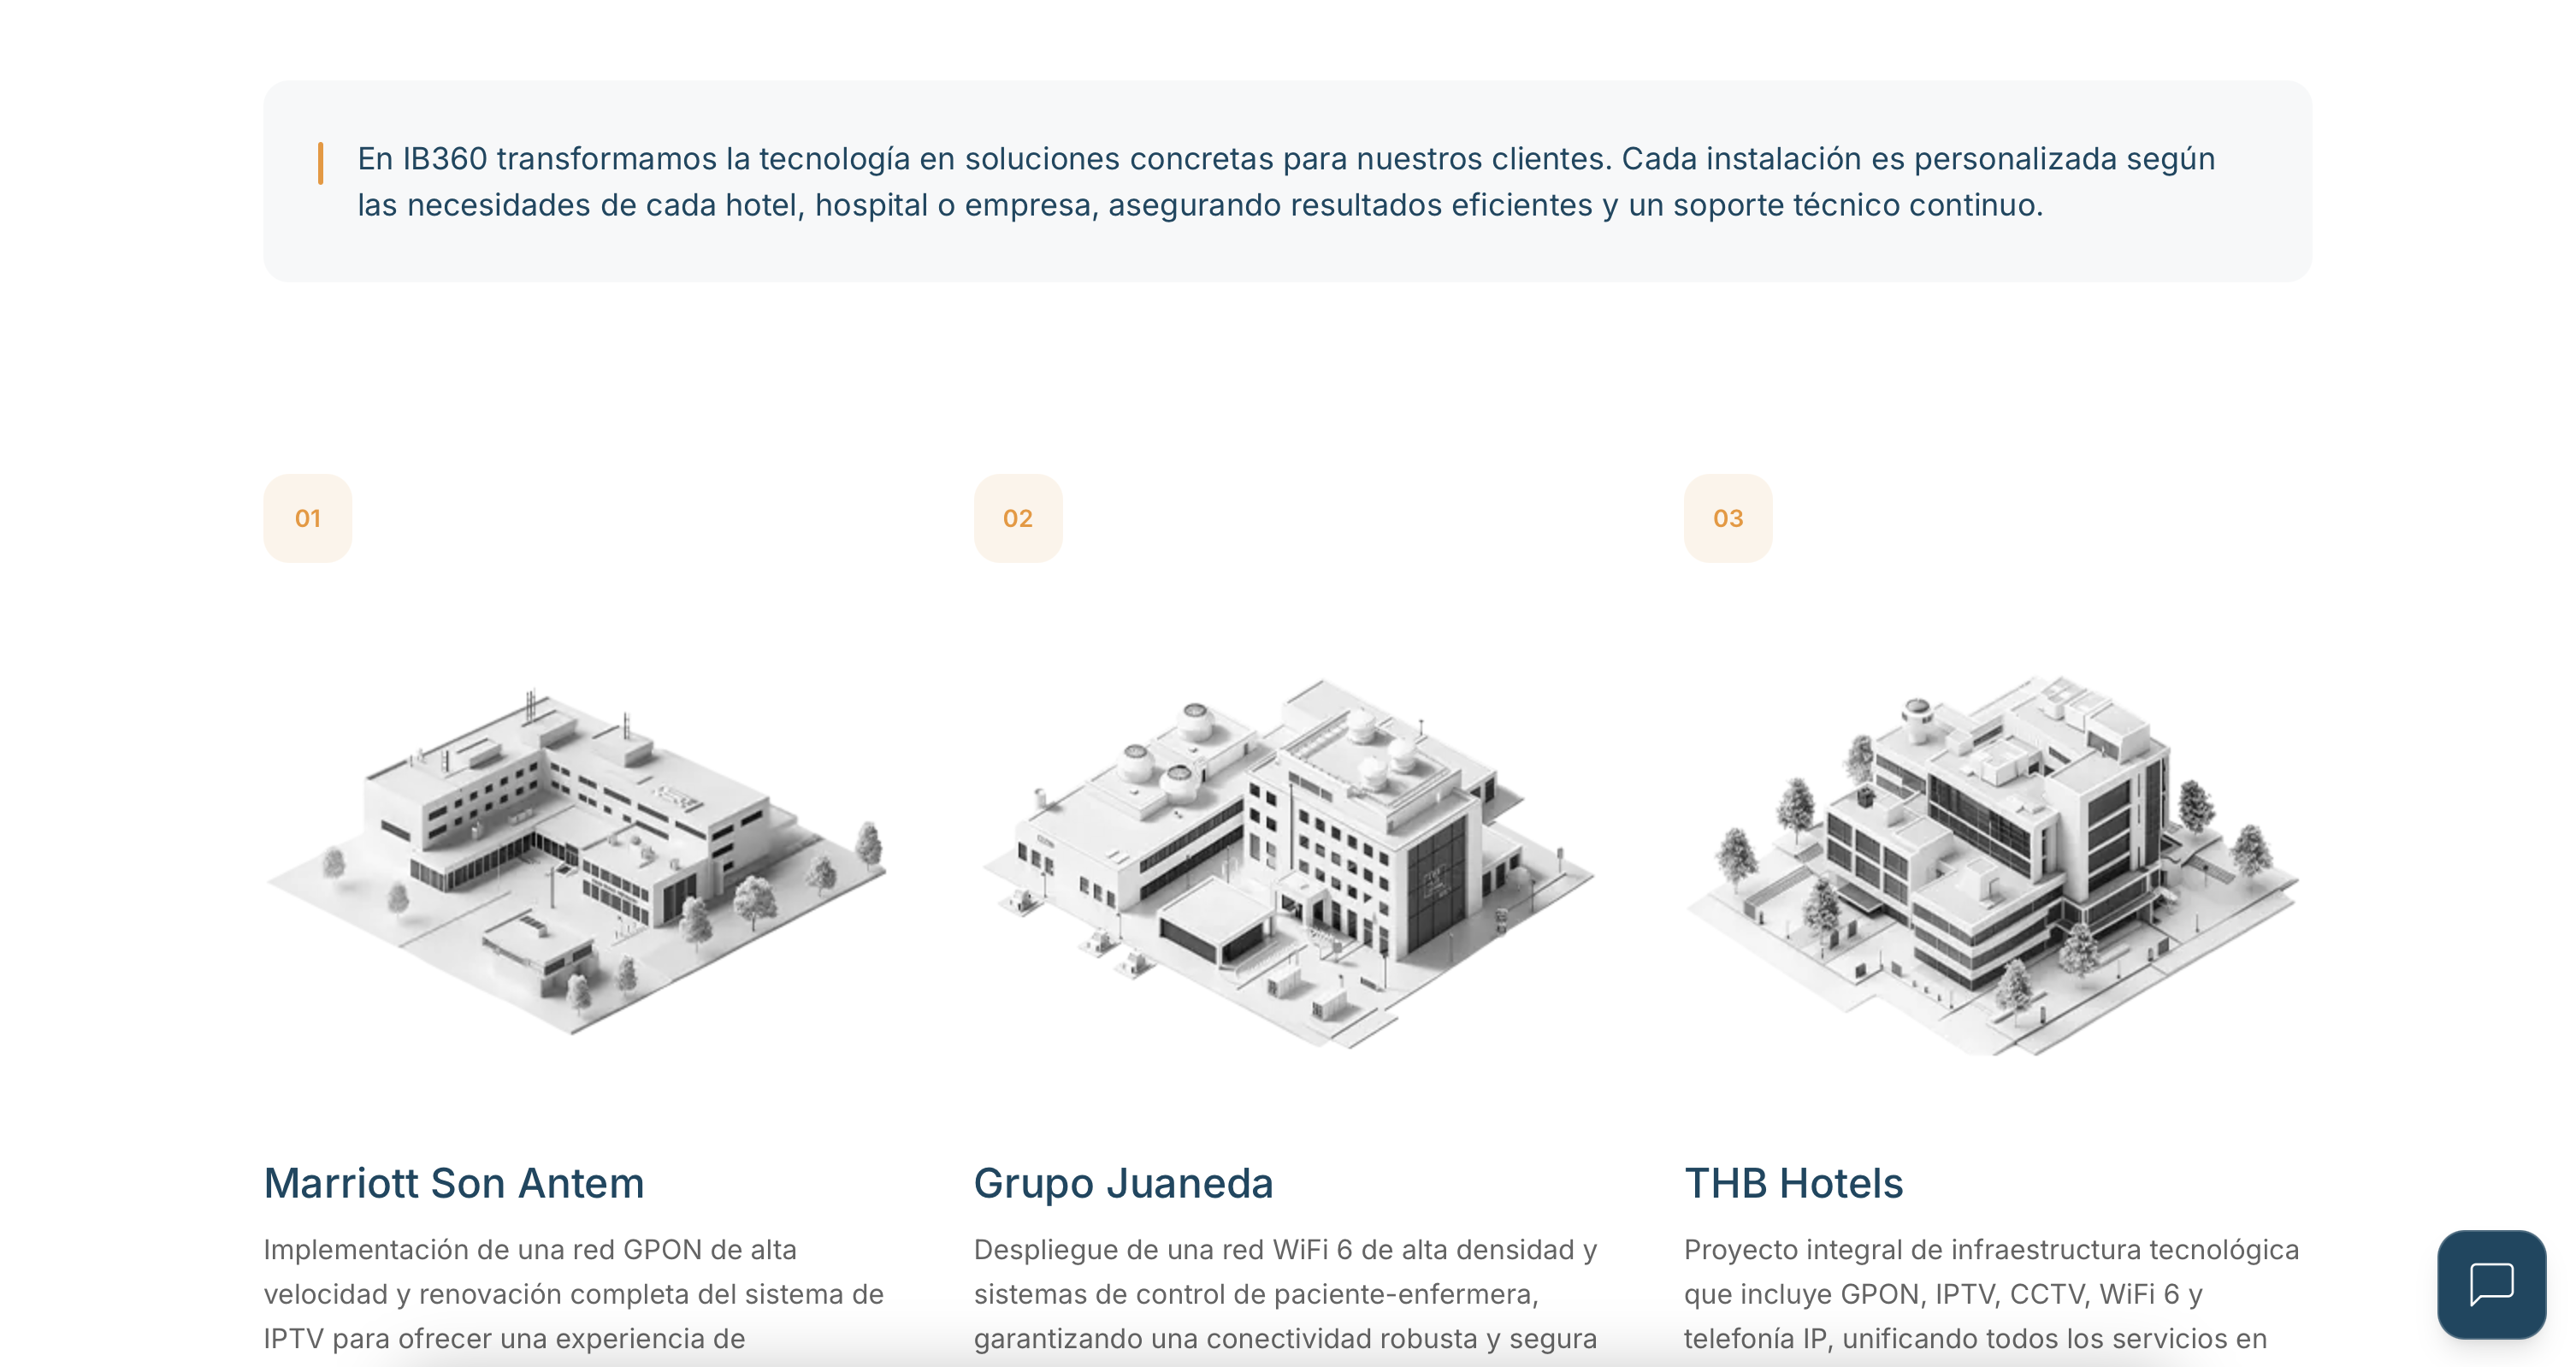 En IB360 transformamos la tecnología en soluciones concretas para nuestros clientes. Cada instalación es personalizada según
las necesidades de cada hotel, hospital o empresa, asegurando resultados eficientes y un soporte técnico continuo.
01
02
03
Marriott Son Antem
Implementación de una red GPON de alta
velocidad y renovación completa del sistema de
IPTV para ofrecer una experiencia de
Grupo Juaneda
Despliegue de una red WiFi 6 de alta densidad y
sistemas de control de paciente-enfermera,
garantizando una conectividad robusta y segura
THB Hotels
Proyecto integral de infraestructura tecnológica
que incluye GPON, IPTV, CCTV, WiFi 6 y
telefonía IP, unificando todos los servicios en